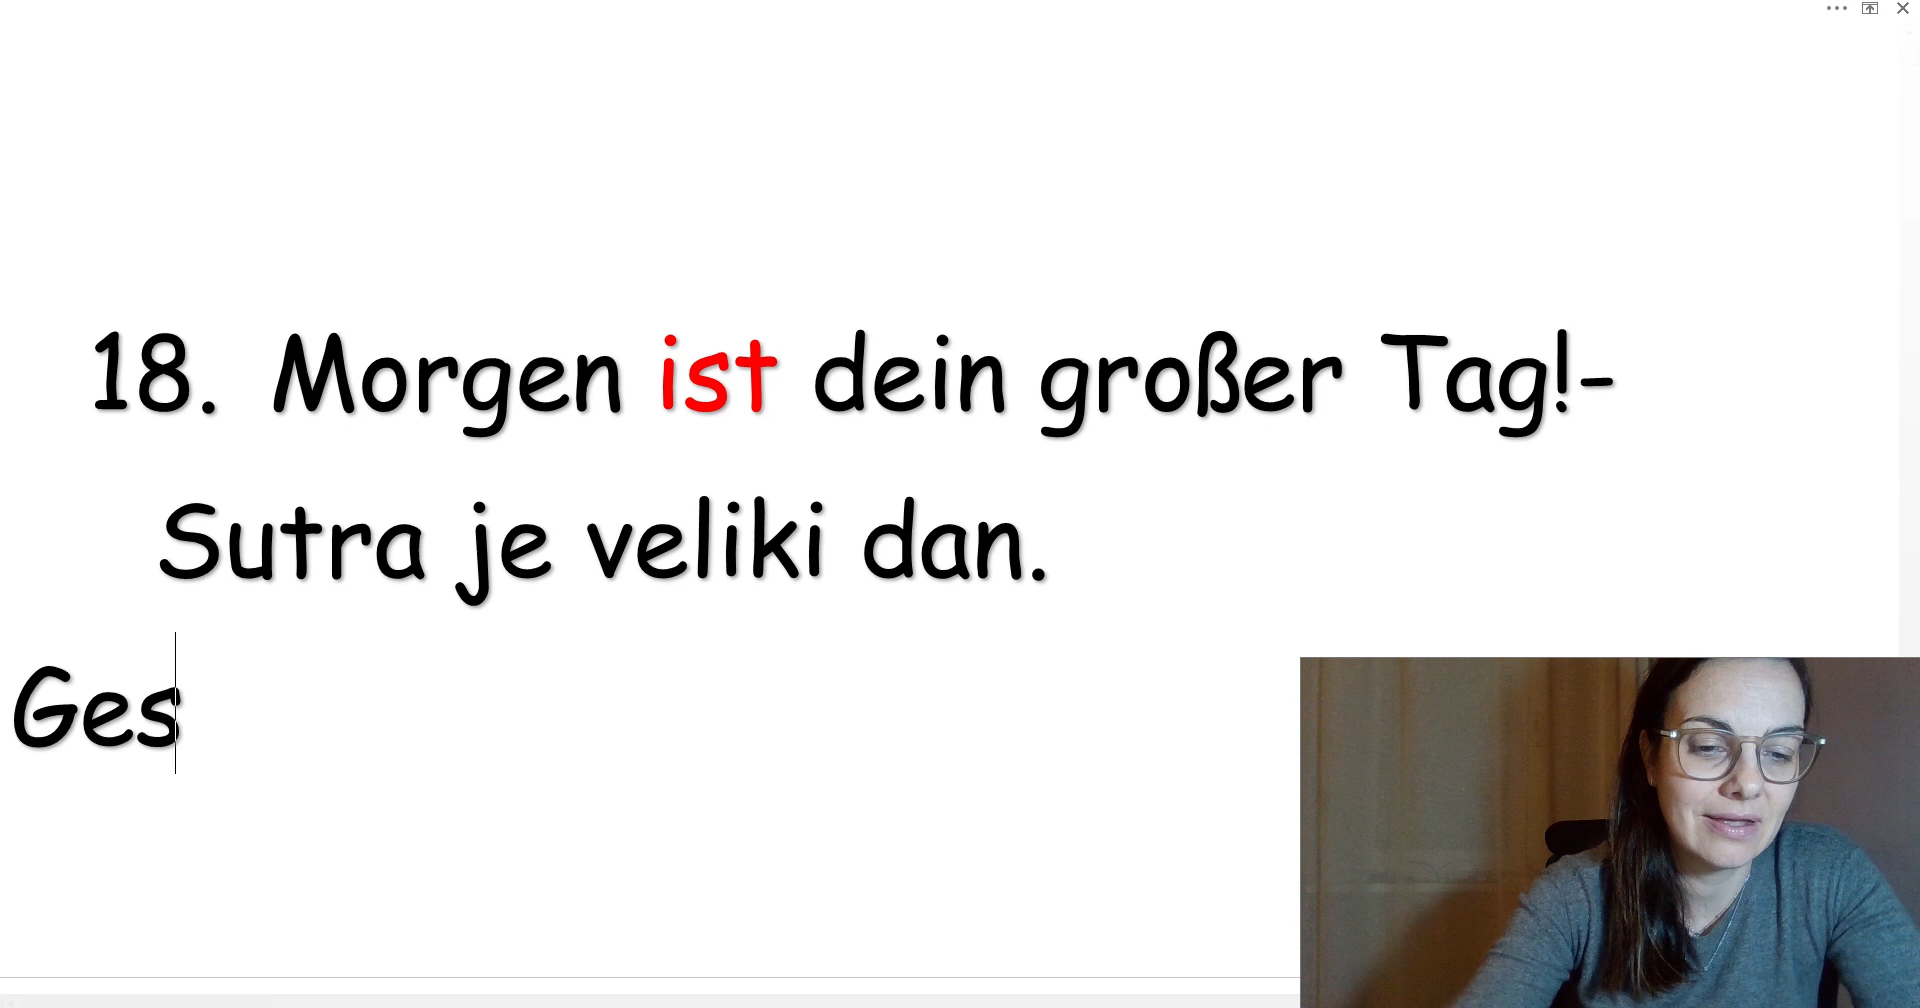 18. Morgen ist dein großer Tag!-
Sutra je veliki dan.
Ges